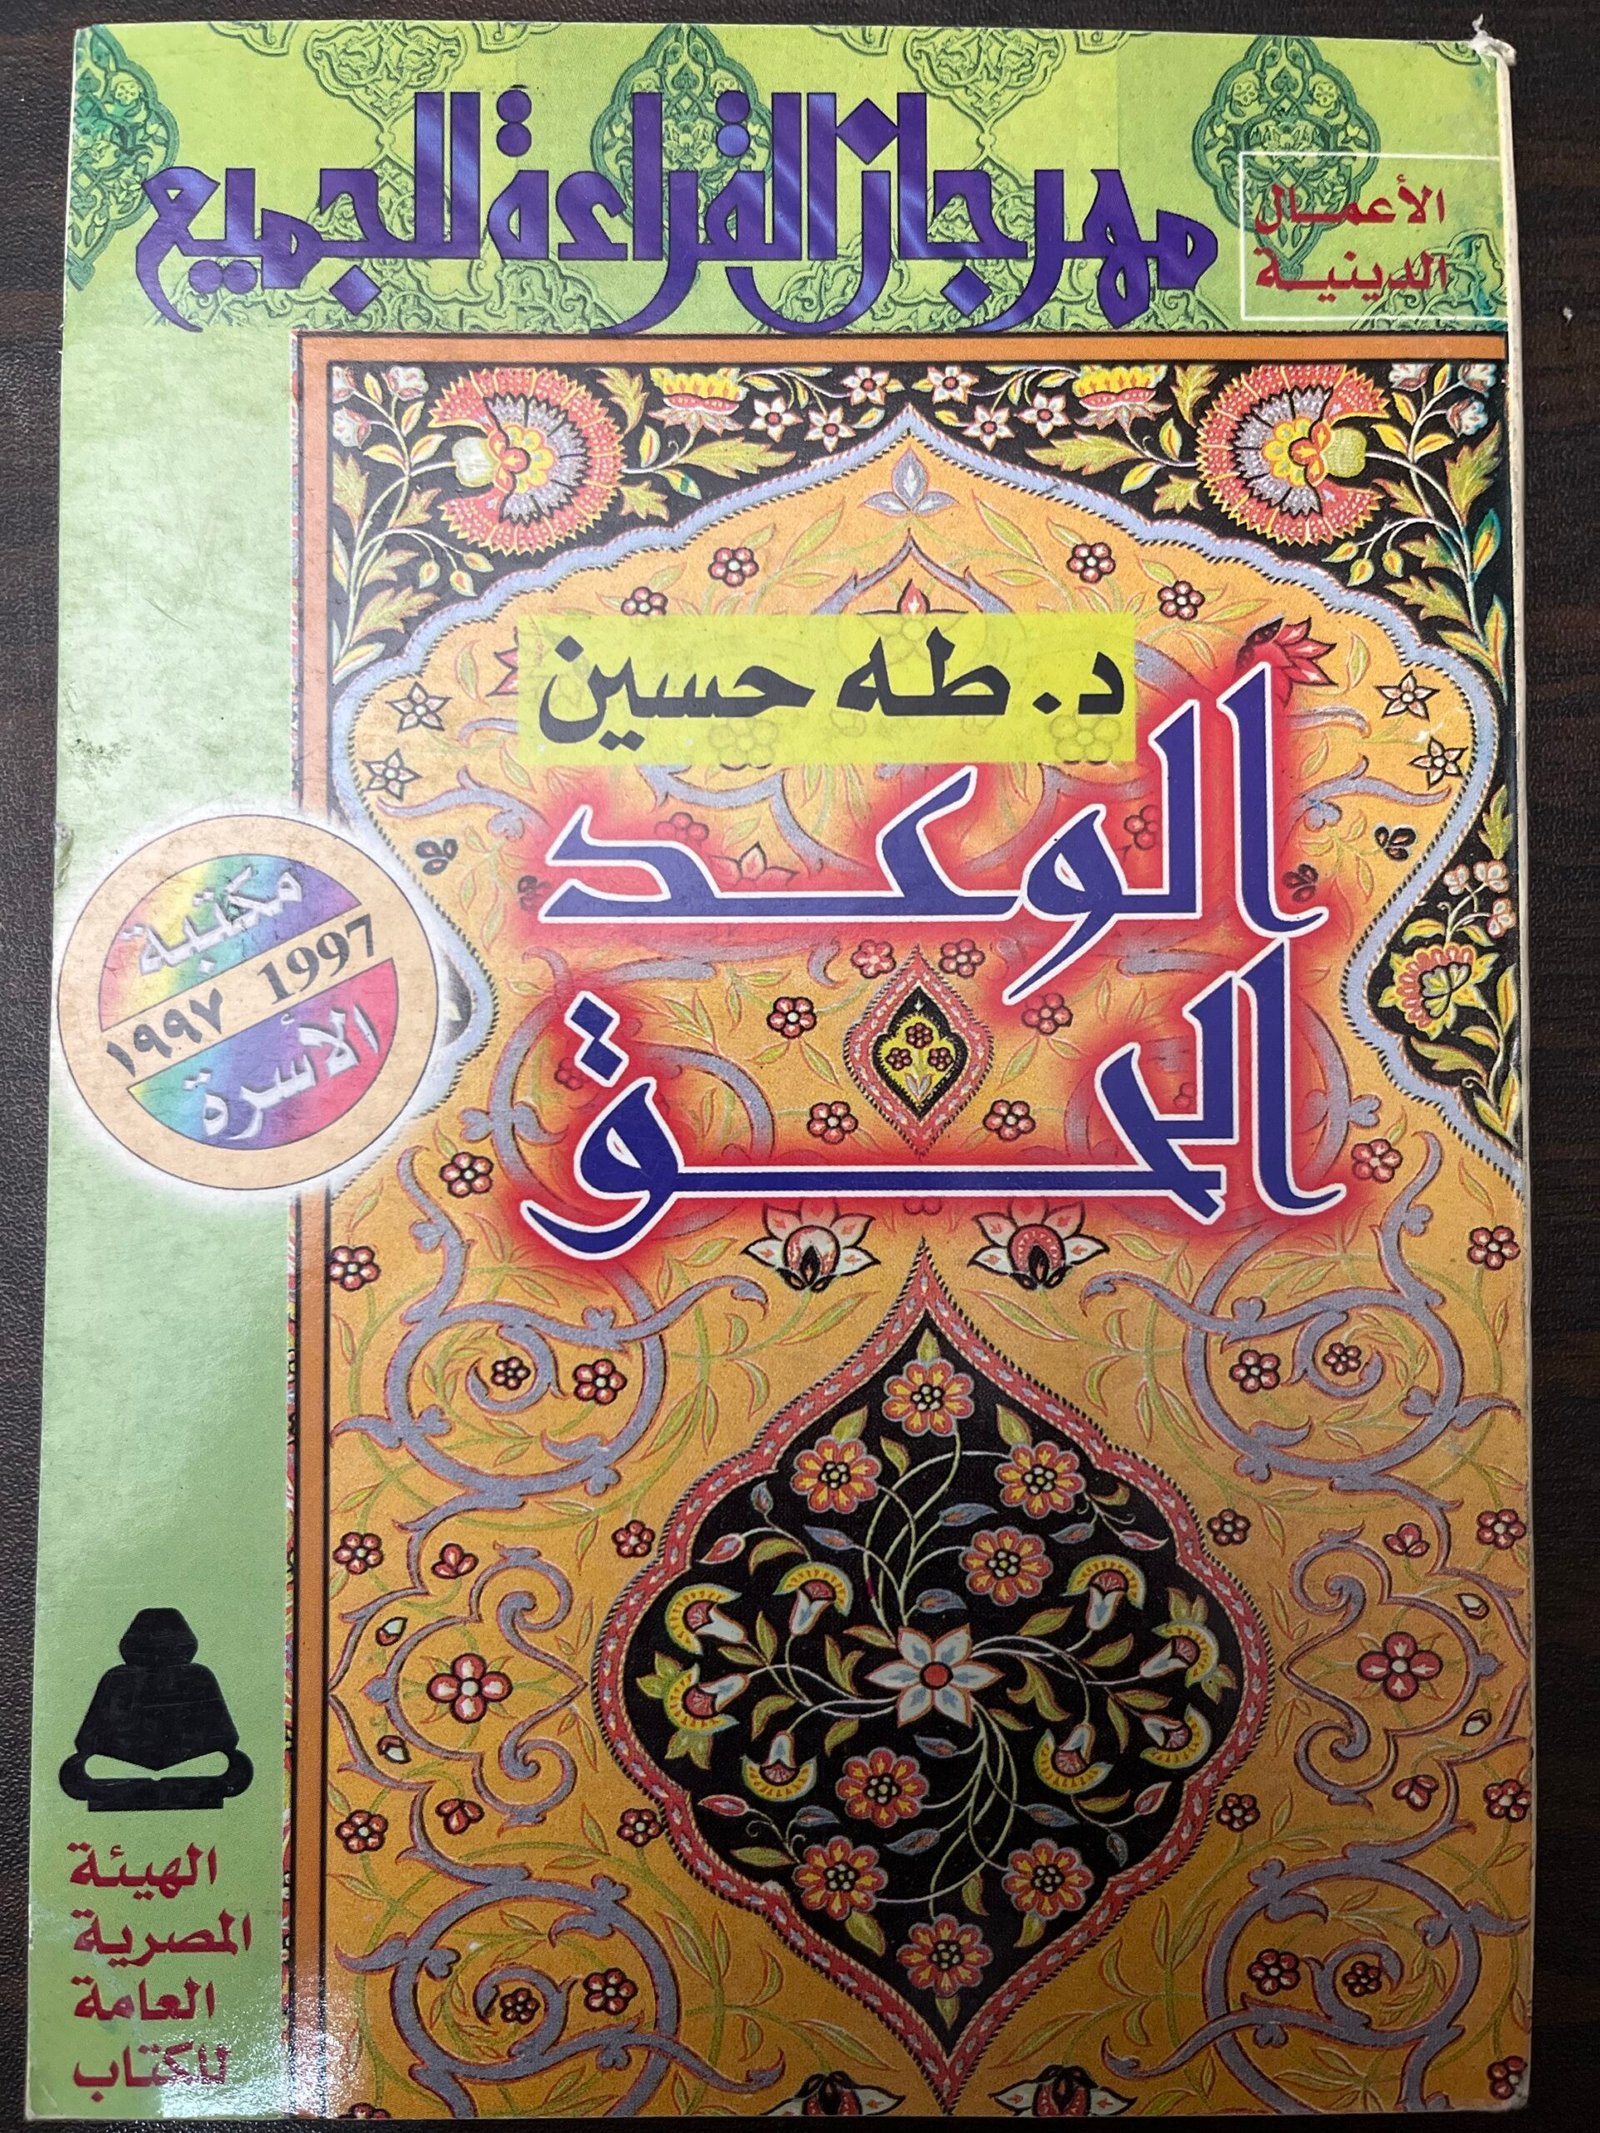 مهرجان القراءة للجميع
الأعمال
الدينية
د. طه حسين
الوعد
الحق
مكتبة
١٩٩٧ 1997
الأسرة
الهيئة
المصرية
العامة
للكتاب